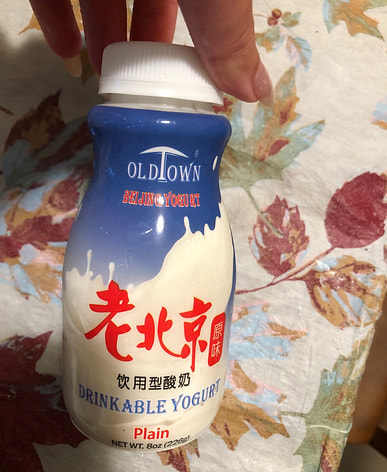 OLDTOWN
BEIJING YOGURT
老北京
原味
饮用型酸奶
DRINKABLE YOGURT
Plain
NET WT. 8oz (226g)